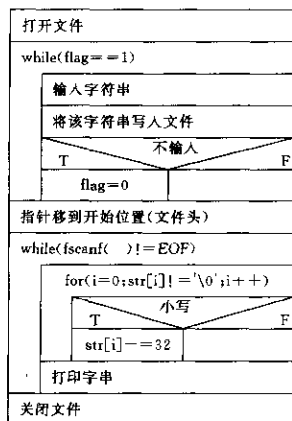 打开文件
while(flag==1)
输入字符串
将该字符串写入文件
不输入
T
F
flag=0
指针移到开始位置(文件头)
while(fscanf( )!=EOF)
for(i=0;str[i]!='\0';i++)
小写
T
F
str[i]-=32
打印字串
关闭文件